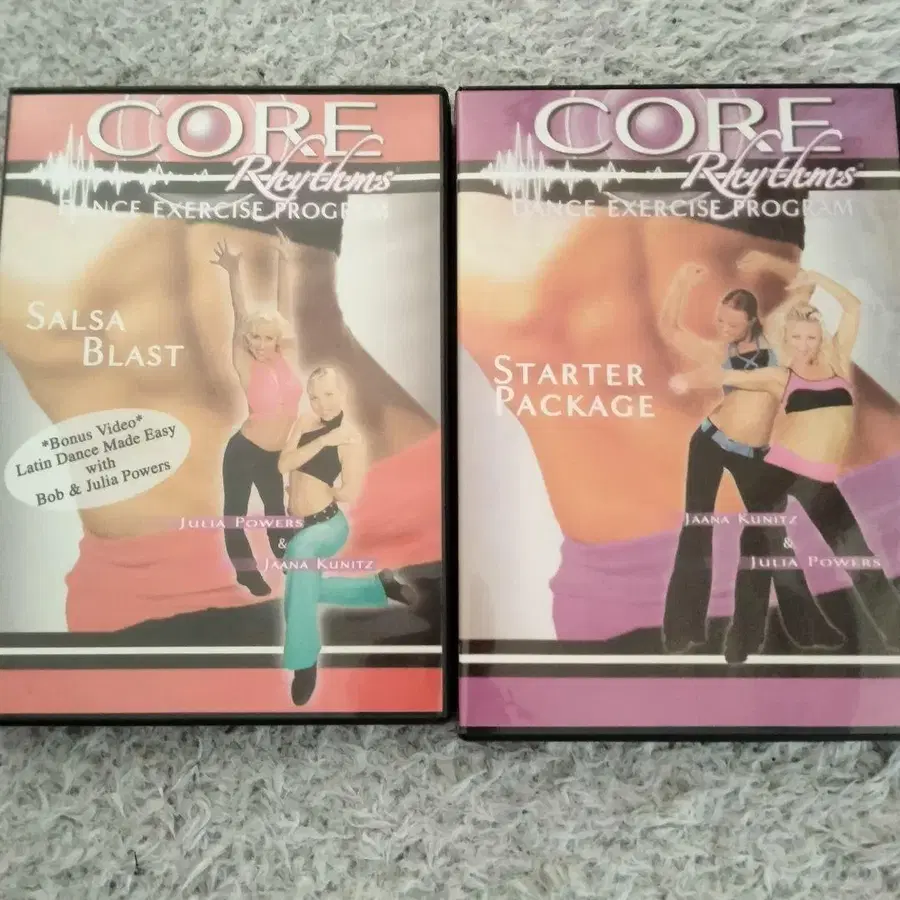 CORE
Rhythms
DANCE EXERCISE PROGRAM
SALSA
BLAST
*Bonus Video*
Latin Dance Made Easy
with
Bob & Julia Powers
JULIA POWERS
&
JAANA KUNITZ
CORE
Rhythms
DANCE EXERCISE PROGRAM
STARTER
PACKAGE
JAANA KUNITZ
&
JULIA POWERS